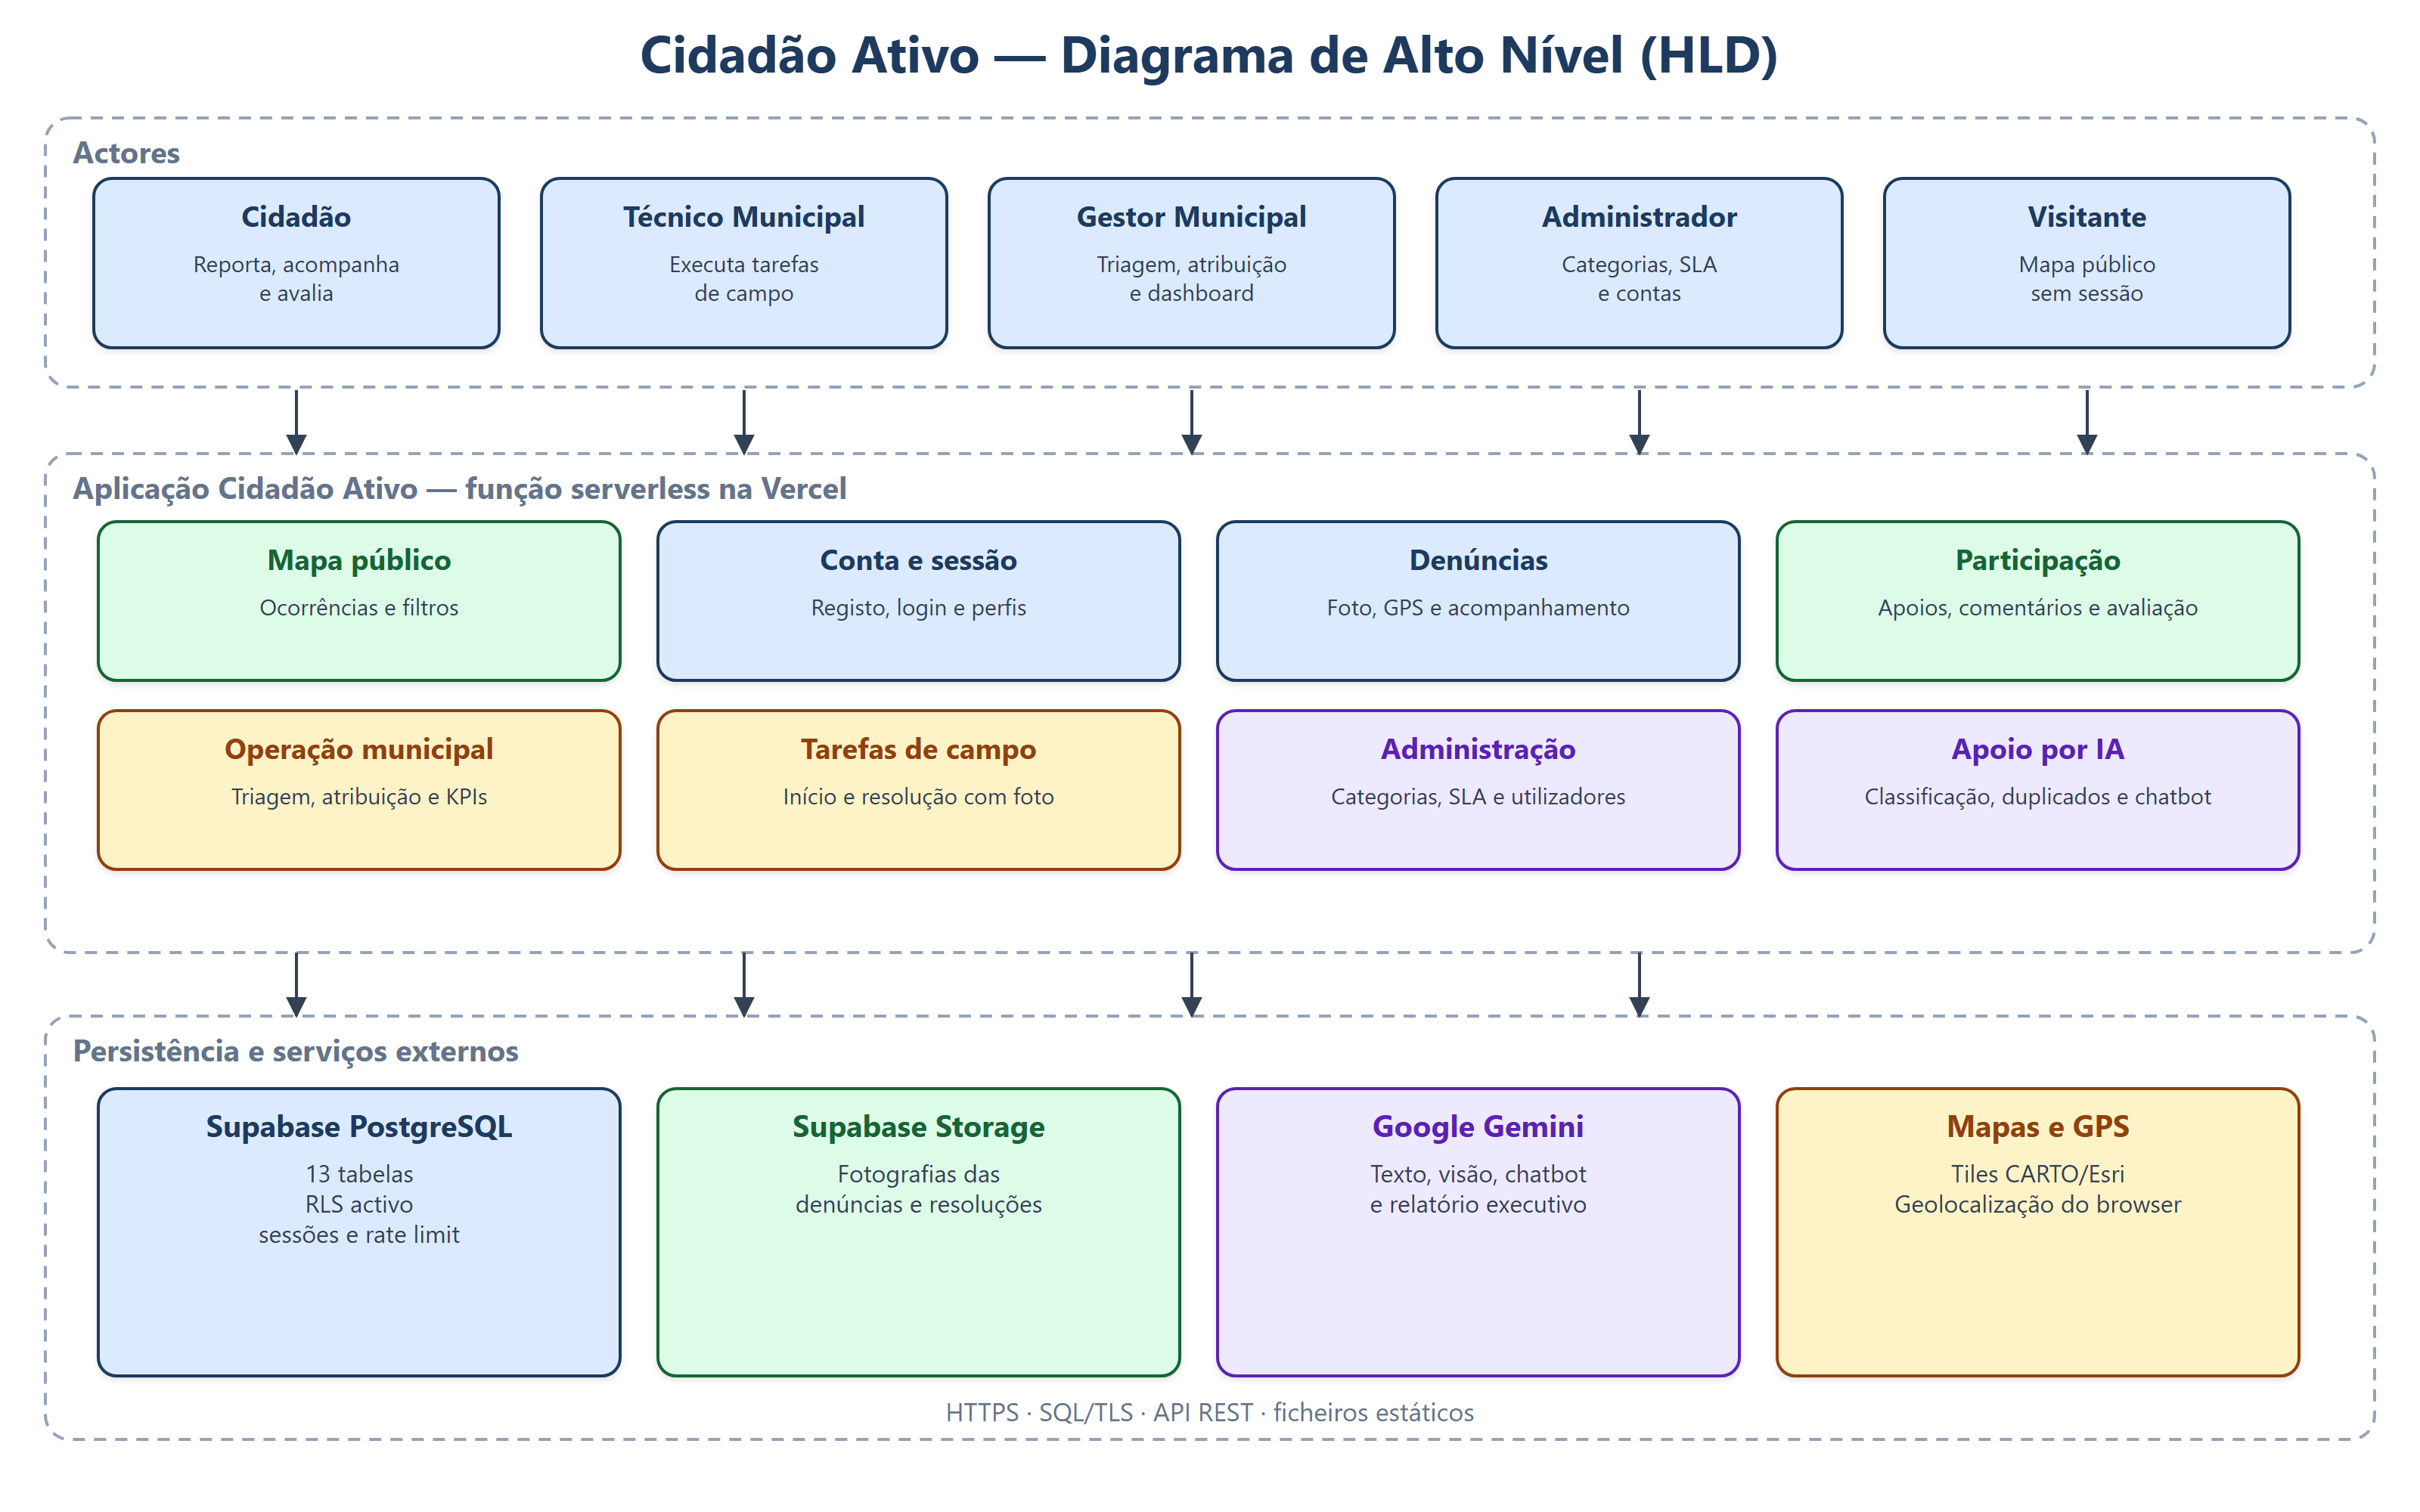 Cidadão Ativo — Diagrama de Alto Nível (HLD)
Actores
Cidadão
Reporta, acompanha
e avalia
Técnico Municipal
Executa tarefas
de campo
Gestor Municipal
Triagem, atribuição
e dashboard
Administrador
Categorias, SLA
e contas
Visitante
Mapa público
sem sessão
Aplicação Cidadão Ativo — função serverless na Vercel
Mapa público
Ocorrências e filtros
Conta e sessão
Registo, login e perfis
Denúncias
Foto, GPS e acompanhamento
Participação
Apoios, comentários e avaliação
Operação municipal
Triagem, atribuição e KPIs
Tarefas de campo
Início e resolução com foto
Administração
Categorias, SLA e utilizadores
Apoio por IA
Classificação, duplicados e chatbot
Persistência e serviços externos
Supabase PostgreSQL
13 tabelas
RLS activo
sessões e rate limit
Supabase Storage
Fotografias das
denúncias e resoluções
Google Gemini
Texto, visão, chatbot
e relatório executivo
Mapas e GPS
Tiles CARTO/Esri
Geolocalização do browser
HTTPS · SQL/TLS · API REST · ficheiros estáticos